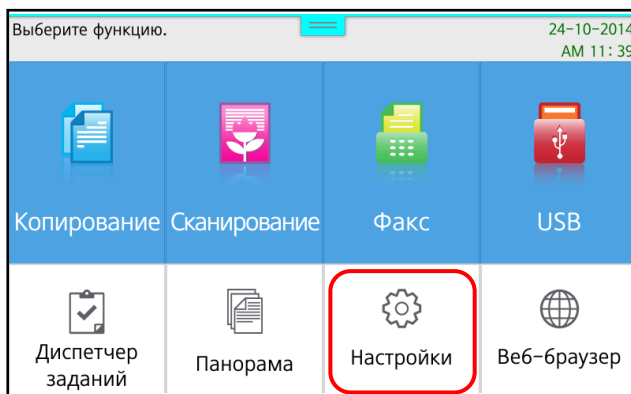 Выберите функцию.
24-10-2014
AM 11: 39
Копирование Сканирование Факс USB
Диспетчер заданий
Панорама
Настройки
Веб-браузер